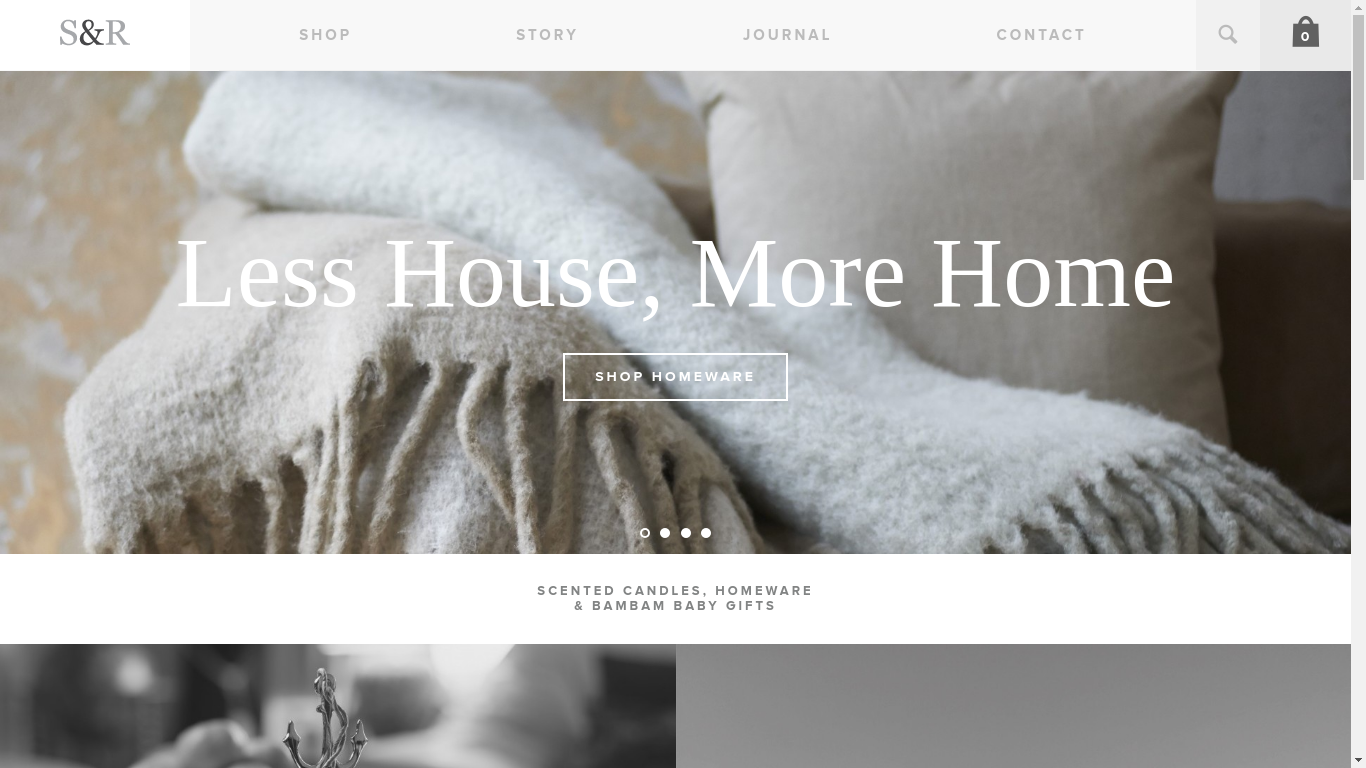 S&R
SHOP
STORY
JOURNAL
CONTACT
0
Less House, More Home
SHOP HOMEWARE
SCENTED CANDLES, HOMEWARE
& BAMBAM BABY GIFTS